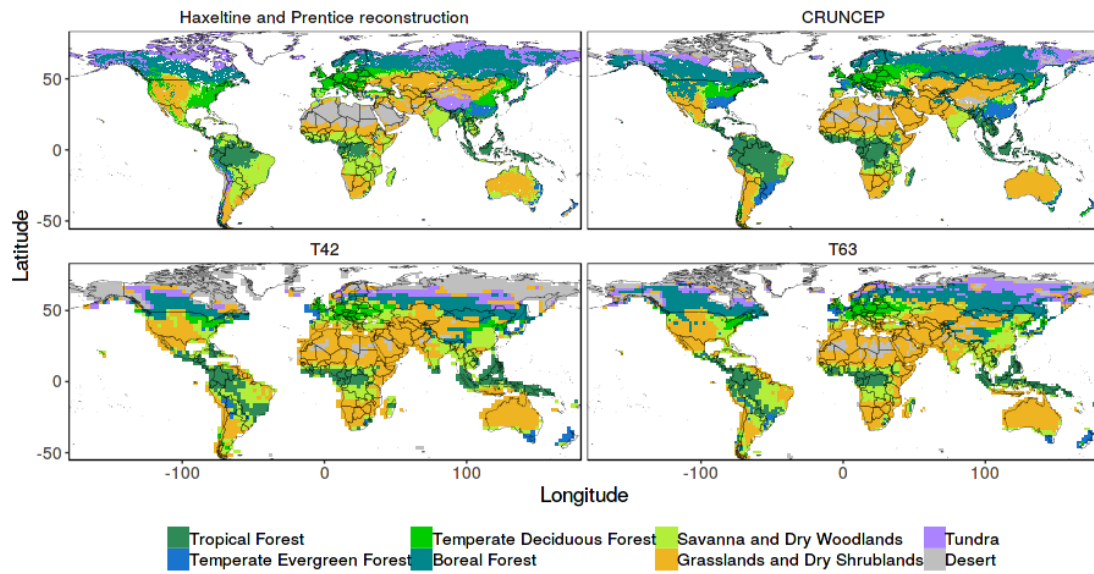 Haxeltine and Prentice reconstruction
CRUNCEP
50
0
-50
Latitude
T42
T63
50
0
-50
-100 0 100
-100 0 100
Longitude
Tropical Forest Temperate Deciduous Forest Savanna and Dry Woodlands Tundra
Temperate Evergreen Forest Boreal Forest Grasslands and Dry Shrublands Desert